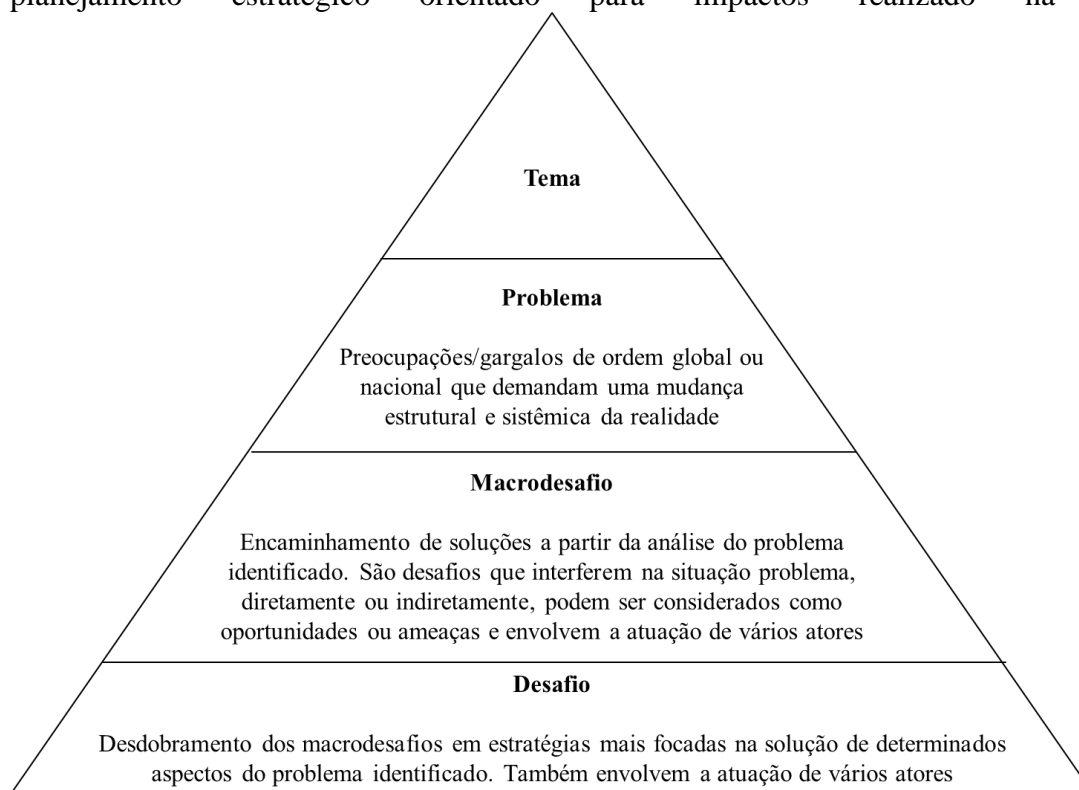 planejamento estratégico orientado para impactos realizado na
Tema
Problema
Preocupações/gargalos de ordem global ou
nacional que demandam uma mudança
estrutural e sistêmica da realidade
Macrodesafio
Encaminhamento de soluções a partir da análise do problema
identificado. São desafios que interferem na situação problema,
diretamente ou indiretamente, podem ser considerados como
oportunidades ou ameaças e envolvem a atuação de vários atores
Desafio
Desdobramento dos macrodesafios em estratégias mais focadas na solução de determinados
aspectos do problema identificado. Também envolvem a atuação de vários atores